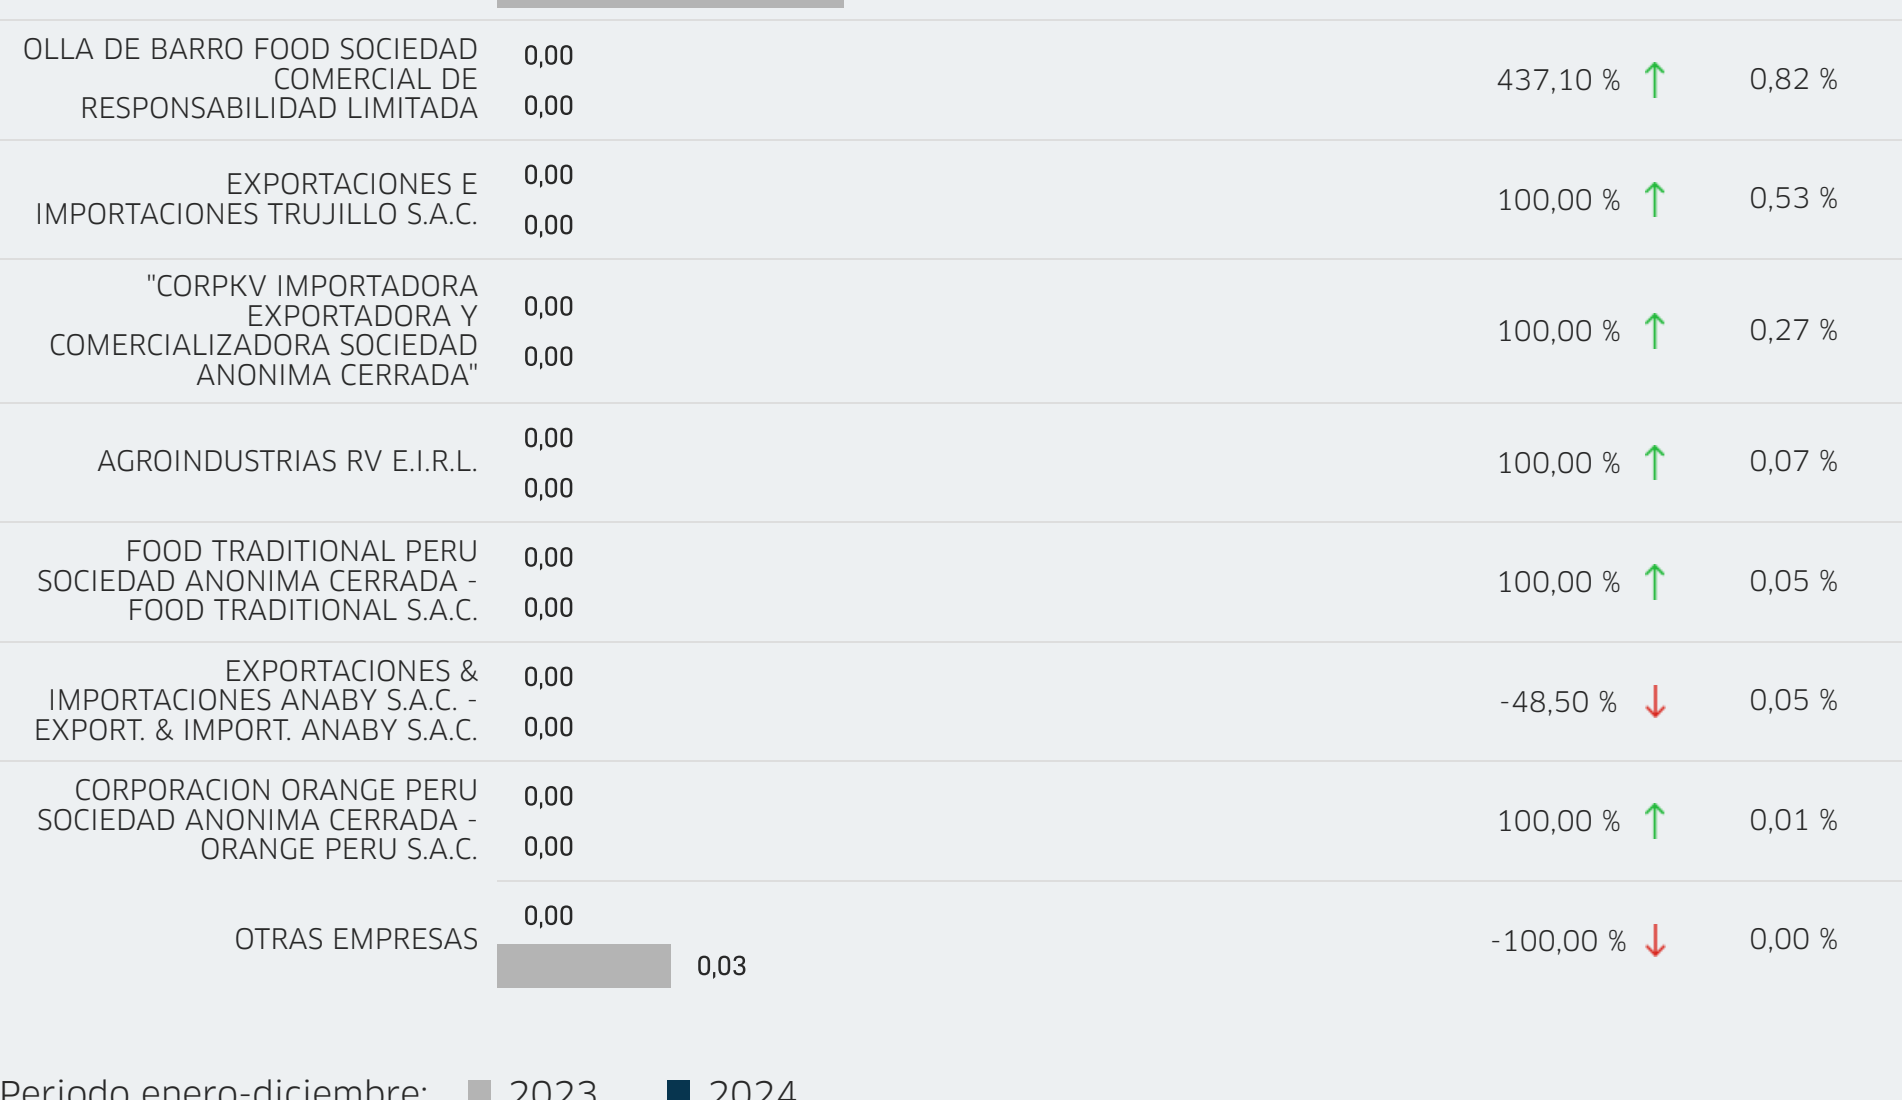 OLLA DE BARRO FOOD SOCIEDAD
COMERCIAL DE
RESPONSABILIDAD LIMITADA
0,00
0,00
437,10 %
0,82 %
EXPORTACIONES E
IMPORTACIONES TRUJILLO S.A.C.
0,00
0,00
100,00 %
0,53 %
"CORPKV IMPORTADORA
EXPORTADORA Y
COMERCIALIZADORA SOCIEDAD
ANONIMA CERRADA"
0,00
0,00
100,00 %
0,27 %
AGROINDUSTRIAS RV E.I.R.L.
0,00
0,00
100,00 %
0,07 %
FOOD TRADITIONAL PERU
SOCIEDAD ANONIMA CERRADA -
FOOD TRADITIONAL S.A.C.
0,00
0,00
100,00 %
0,05 %
EXPORTACIONES &
IMPORTACIONES ANABY S.A.C. -
EXPORT. & IMPORT. ANABY S.A.C.
0,00
0,00
-48,50 %
0,05 %
CORPORACION ORANGE PERU
SOCIEDAD ANONIMA CERRADA -
ORANGE PERU S.A.C.
0,00
0,00
100,00 %
0,01 %
OTRAS EMPRESAS
0,00
0,03
-100,00 %
0,00 %
Periodo enero-diciembre: 2023 2024